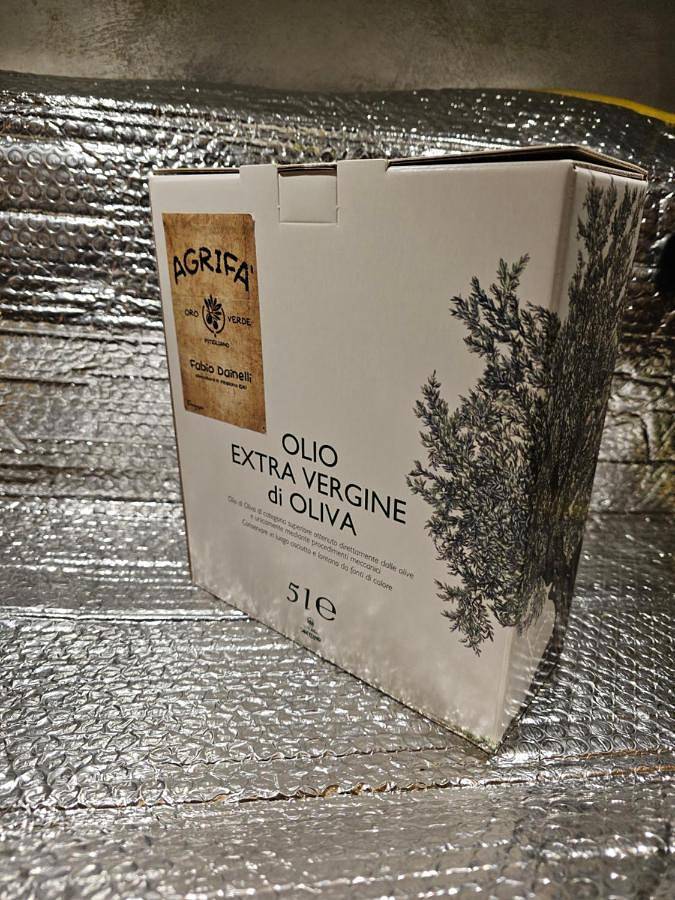 AGRIFA'
ORO VERDE
PITIGLIANO
Fabio Dainelli
OLIO
EXTRA VERGINE
di OLIVA
Olio di Oliva di categoria superiore ottenuto direttamente dalle olive
e unicamente mediante procedimenti meccanici
Conservare in luogo asciutto e lontano da fonti di calore
5 l e